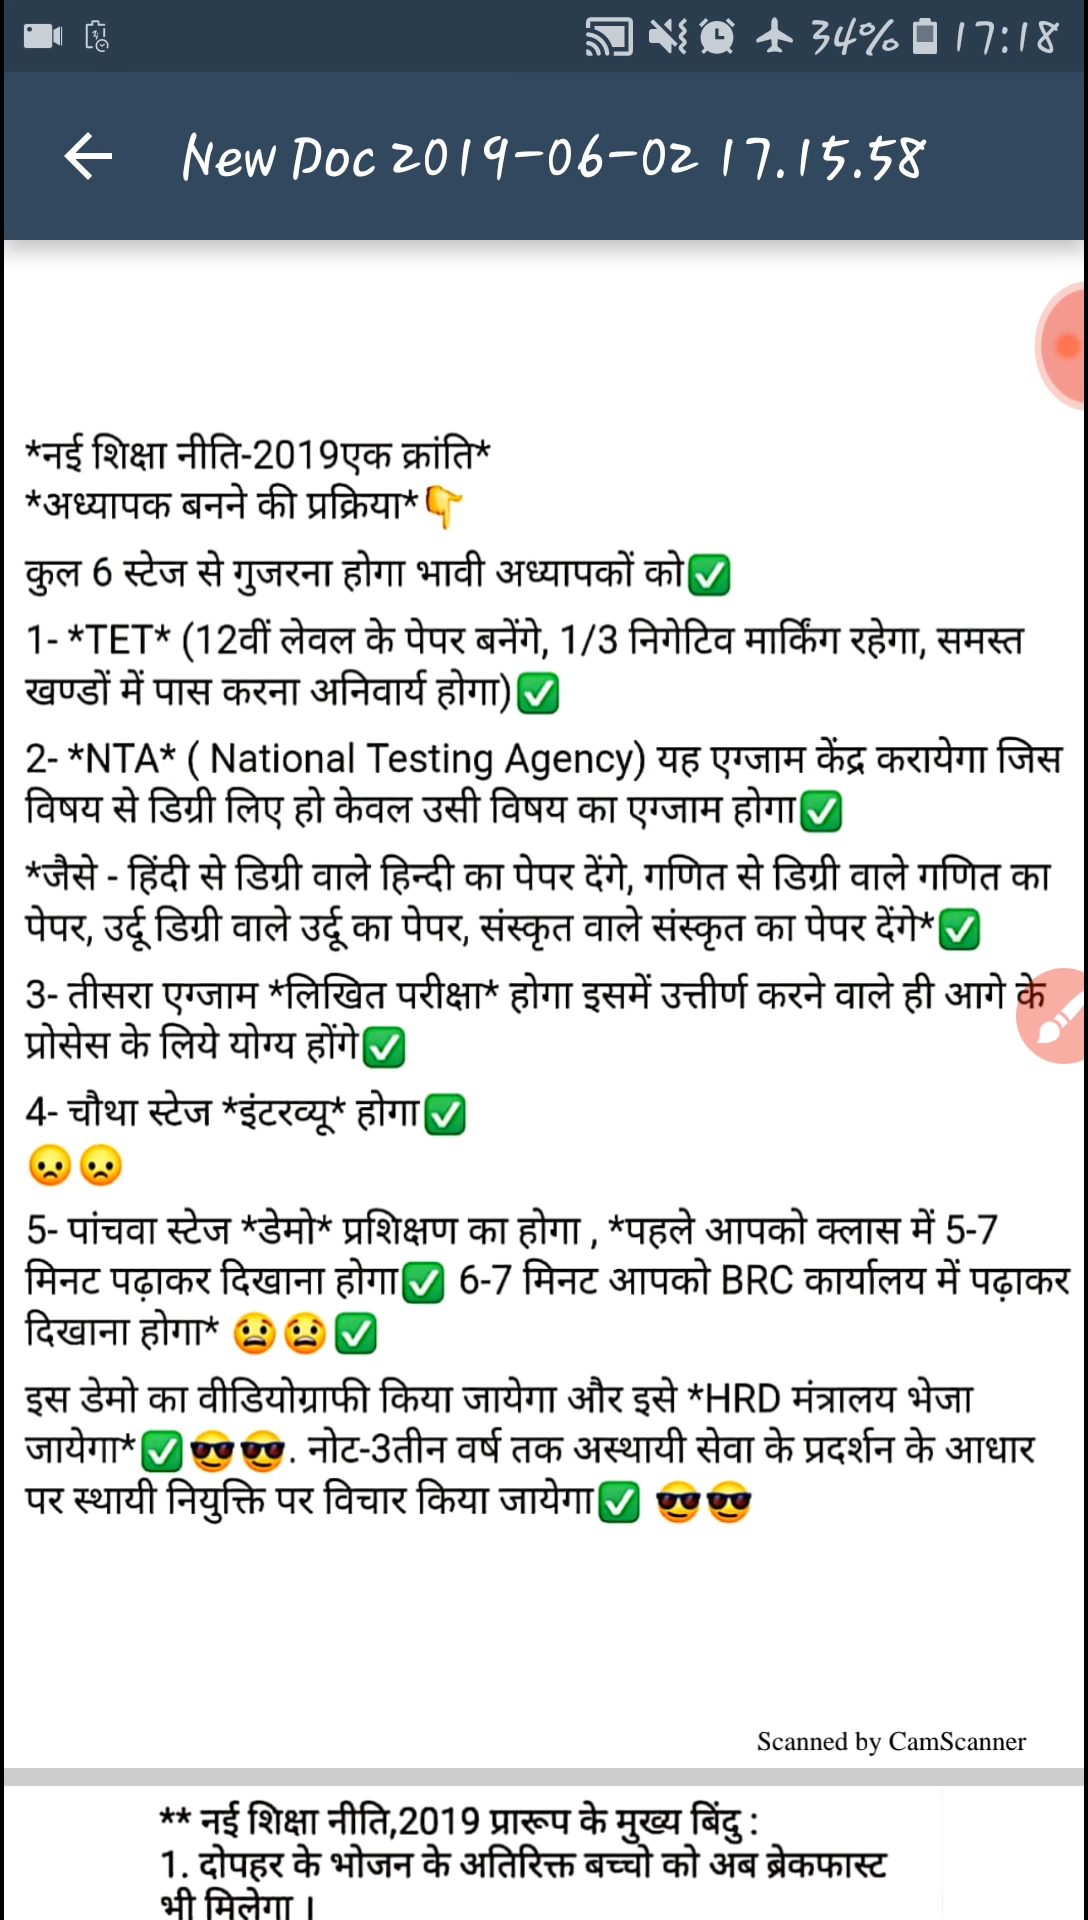 34% 17:18
New Doc 2019-06-02 17.15.58
*नई शिक्षा नीति-2019एक क्रांति*
*अध्यापक बनने की प्रक्रिया*👇
कुल 6 स्टेज से गुजरना होगा भावी अध्यापकों को✅
1- *TET* (12वीं लेवल के पेपर बनेंगे, 1/3 निगेटिव मार्किंग रहेगा, समस्त
खण्डों में पास करना अनिवार्य होगा)✅
2- *NTA* ( National Testing Agency) यह एग्जाम केंद्र करायेगा जिस
विषय से डिग्री लिए हो केवल उसी विषय का एग्जाम होगा✅
*जैसे - हिंदी से डिग्री वाले हिन्दी का पेपर देंगे, गणित से डिग्री वाले गणित का
पेपर, उर्दू डिग्री वाले उर्दू का पेपर, संस्कृत वाले संस्कृत का पेपर देंगे*✅
3- तीसरा एग्जाम *लिखित परीक्षा* होगा इसमें उत्तीर्ण करने वाले ही आगे के
प्रोसेस के लिये योग्य होंगे✅
4- चौथा स्टेज *इंटरव्यू* होगा✅
😞😞
5- पांचवा स्टेज *डेमो* प्रशिक्षण का होगा , *पहले आपको क्लास में 5-7
मिनट पढ़ाकर दिखाना होगा✅ 6-7 मिनट आपको BRC कार्यालय में पढ़ाकर
दिखाना होगा* 😧😧✅
इस डेमो का वीडियोग्राफी किया जायेगा और इसे *HRD मंत्रालय भेजा
जायेगा*✅😎😎. नोट-3तीन वर्ष तक अस्थायी सेवा के प्रदर्शन के आधार
पर स्थायी नियुक्ति पर विचार किया जायेगा✅ 😎😎
Scanned by CamScanner
** नई शिक्षा नीति,2019 प्रारूप के मुख्य बिंदु :
1. दोपहर के भोजन के अतिरिक्त बच्चो को अब ब्रेकफास्ट
भी मिलेगा ।